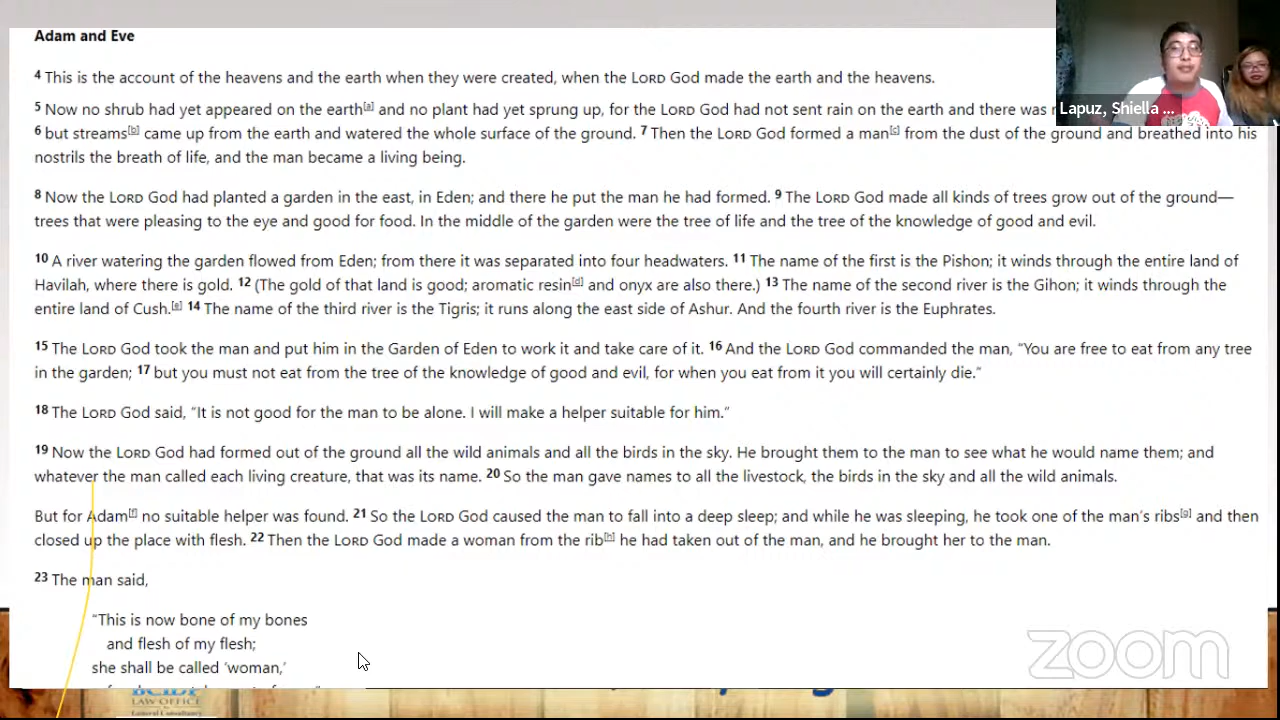 Adam and Eve
4 This is the account of the heavens and the earth when they were created, when the LORD God made the earth and the heavens.
5 Now no shrub had yet appeared on the earth[a] and no plant had yet sprung up, for the LORD God had not sent rain on the earth and there was
6 but streams[b] came up from the earth and watered the whole surface of the ground. 7 Then the LORD God formed a man[c] from the dust of the ground and breathed into his
nostrils the breath of life, and the man became a living being.
8 Now the LORD God had planted a garden in the east, in Eden; and there he put the man he had formed. 9 The LORD God made all kinds of trees grow out of the ground—
trees that were pleasing to the eye and good for food. In the middle of the garden were the tree of life and the tree of the knowledge of good and evil.
10 A river watering the garden flowed from Eden; from there it was separated into four headwaters. 11 The name of the first is the Pishon; it winds through the entire land of
Havilah, where there is gold. 12 (The gold of that land is good; aromatic resin[d] and onyx are also there.) 13 The name of the second river is the Gihon; it winds through the
entire land of Cush.[e] 14 The name of the third river is the Tigris; it runs along the east side of Ashur. And the fourth river is the Euphrates.
15 The LORD God took the man and put him in the Garden of Eden to work it and take care of it. 16 And the LORD God commanded the man, “You are free to eat from any tree
in the garden; 17 but you must not eat from the tree of the knowledge of good and evil, for when you eat from it you will certainly die.”
18 The LORD God said, “It is not good for the man to be alone. I will make a helper suitable for him.”
19 Now the LORD God had formed out of the ground all the wild animals and all the birds in the sky. He brought them to the man to see what he would name them; and
whatever the man called each living creature, that was its name. 20 So the man gave names to all the livestock, the birds in the sky and all the wild animals.
But for Adam[f] no suitable helper was found. 21 So the LORD God caused the man to fall into a deep sleep; and while he was sleeping, he took one of the man’s ribs[g] and then
closed up the place with flesh. 22 Then the LORD God made a woman from the rib[h] he had taken out of the man, and he brought her to the man.
23 The man said,
“This is now bone of my bones
and flesh of my flesh;
she shall be called ‘woman,’
Lapuz, Shiella ...
zoom
LAW OFFICE
General Consultancy